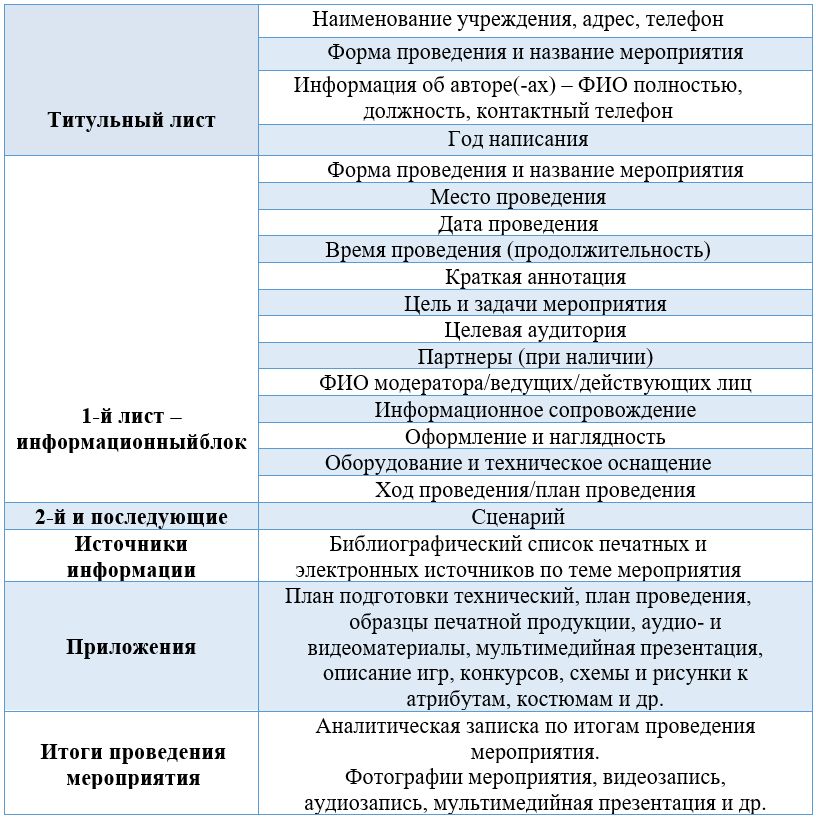 Титульный лист
Наименование учреждения, адрес, телефон
Форма проведения и название мероприятия
Информация об авторе(-ах) – ФИО полностью,
должность, контактный телефон
Год написания
1-й лист –
информационныйблок
Форма проведения и название мероприятия
Место проведения
Дата проведения
Время проведения (продолжительность)
Краткая аннотация
Цель и задачи мероприятия
Целевая аудитория
Партнеры (при наличии)
ФИО модератора/ведущих/действующих лиц
Информационное сопровождение
Оформление и наглядность
Оборудование и техническое оснащение
Ход проведения/план проведения
2-й и последующие
Сценарий
Источники
информации
Библиографический список печатных и
электронных источников по теме мероприятия
Приложения
План подготовки технический, план проведения,
образцы печатной продукции, аудио- и
видеоматериалы, мультимедийная презентация,
описание игр, конкурсов, схемы и рисунки к
атрибутам, костюмам и др.
Итоги проведения
мероприятия
Аналитическая записка по итогам проведения
мероприятия.
Фотографии мероприятия, видеозапись,
аудиозапись, мультимедийная презентация и др.